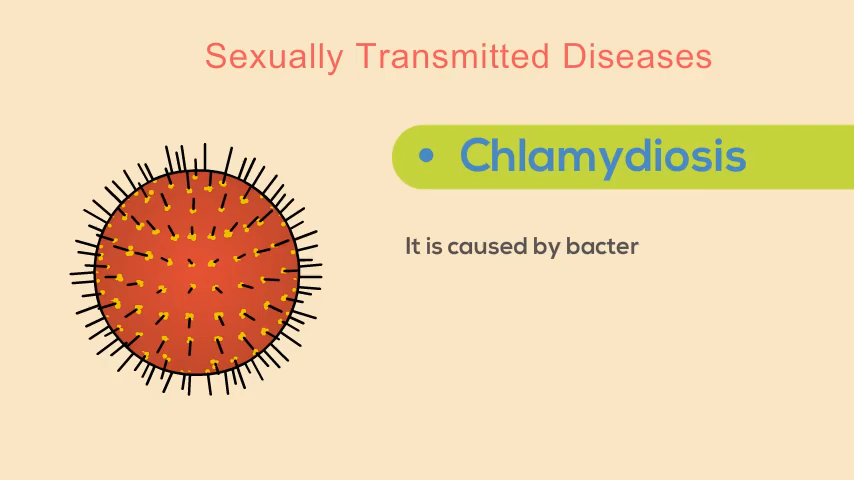 Sexually Transmitted Diseases
• Chlamydiosis
It is caused by bacter